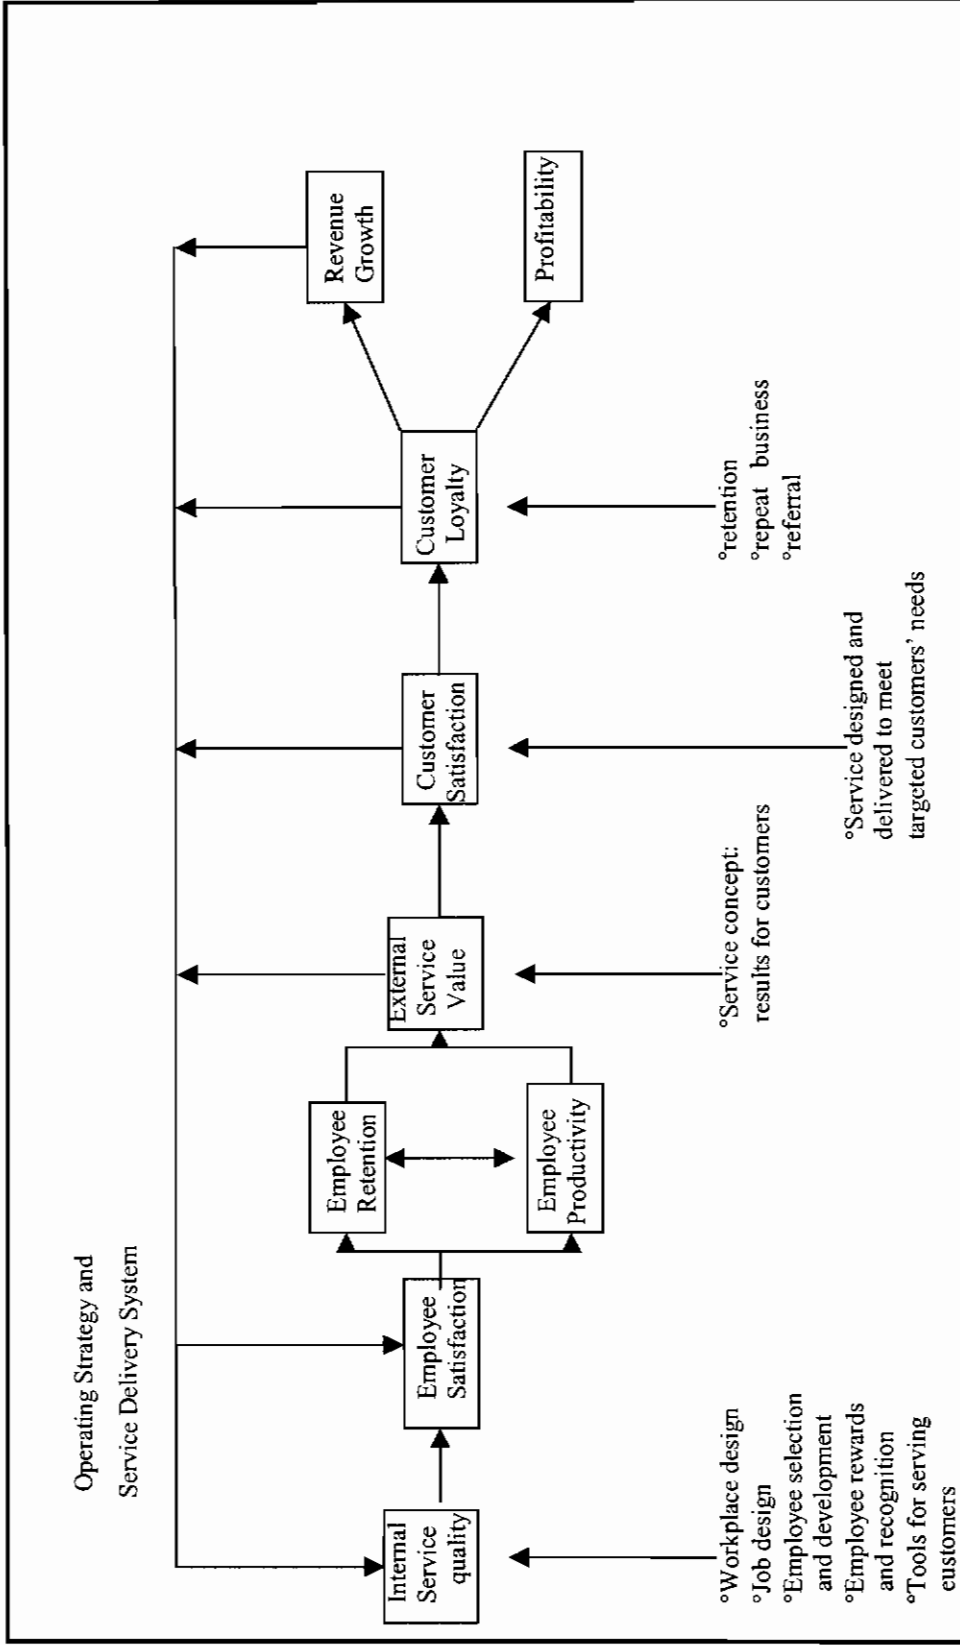 Operating Strategy and
Service Delivery System
Internal
Service
quality
Employee
Satisfaction
Employee
Retention
Employee
Productivity
External
Service
Value
Customer
Satisfaction
Customer
Loyalty
Revenue
Growth
Profitability
°Workplace design
°Job design
°Employee selection
and development
°Employee rewards
and recognition
°Tools for serving
eustomers
°Service concept:
results for customers
°Service designed and
delivered to meet
targeted customers' needs
°retention
°repeat business
°referral